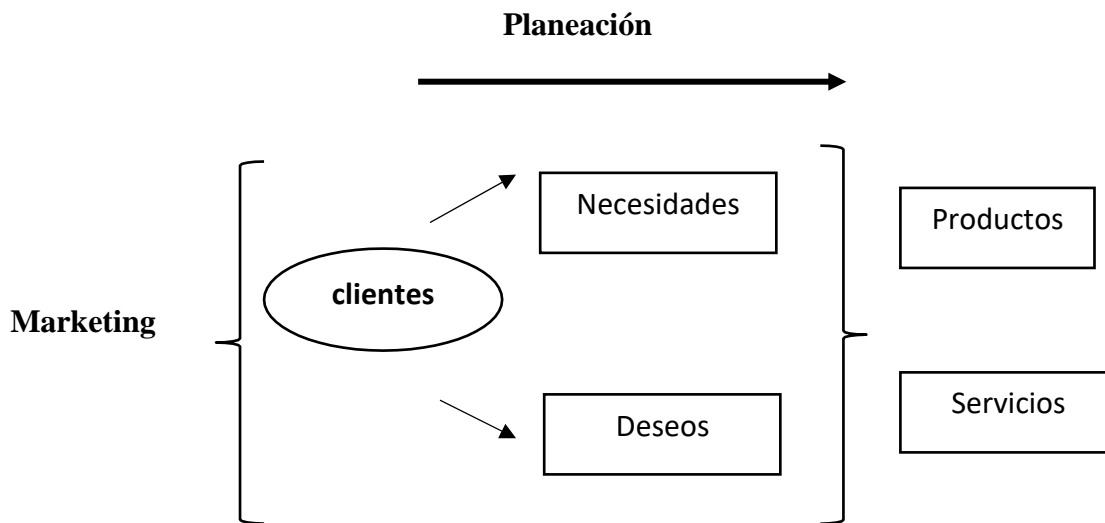 Planeación
Necesidades
Productos
clientes
Marketing
Servicios
Deseos